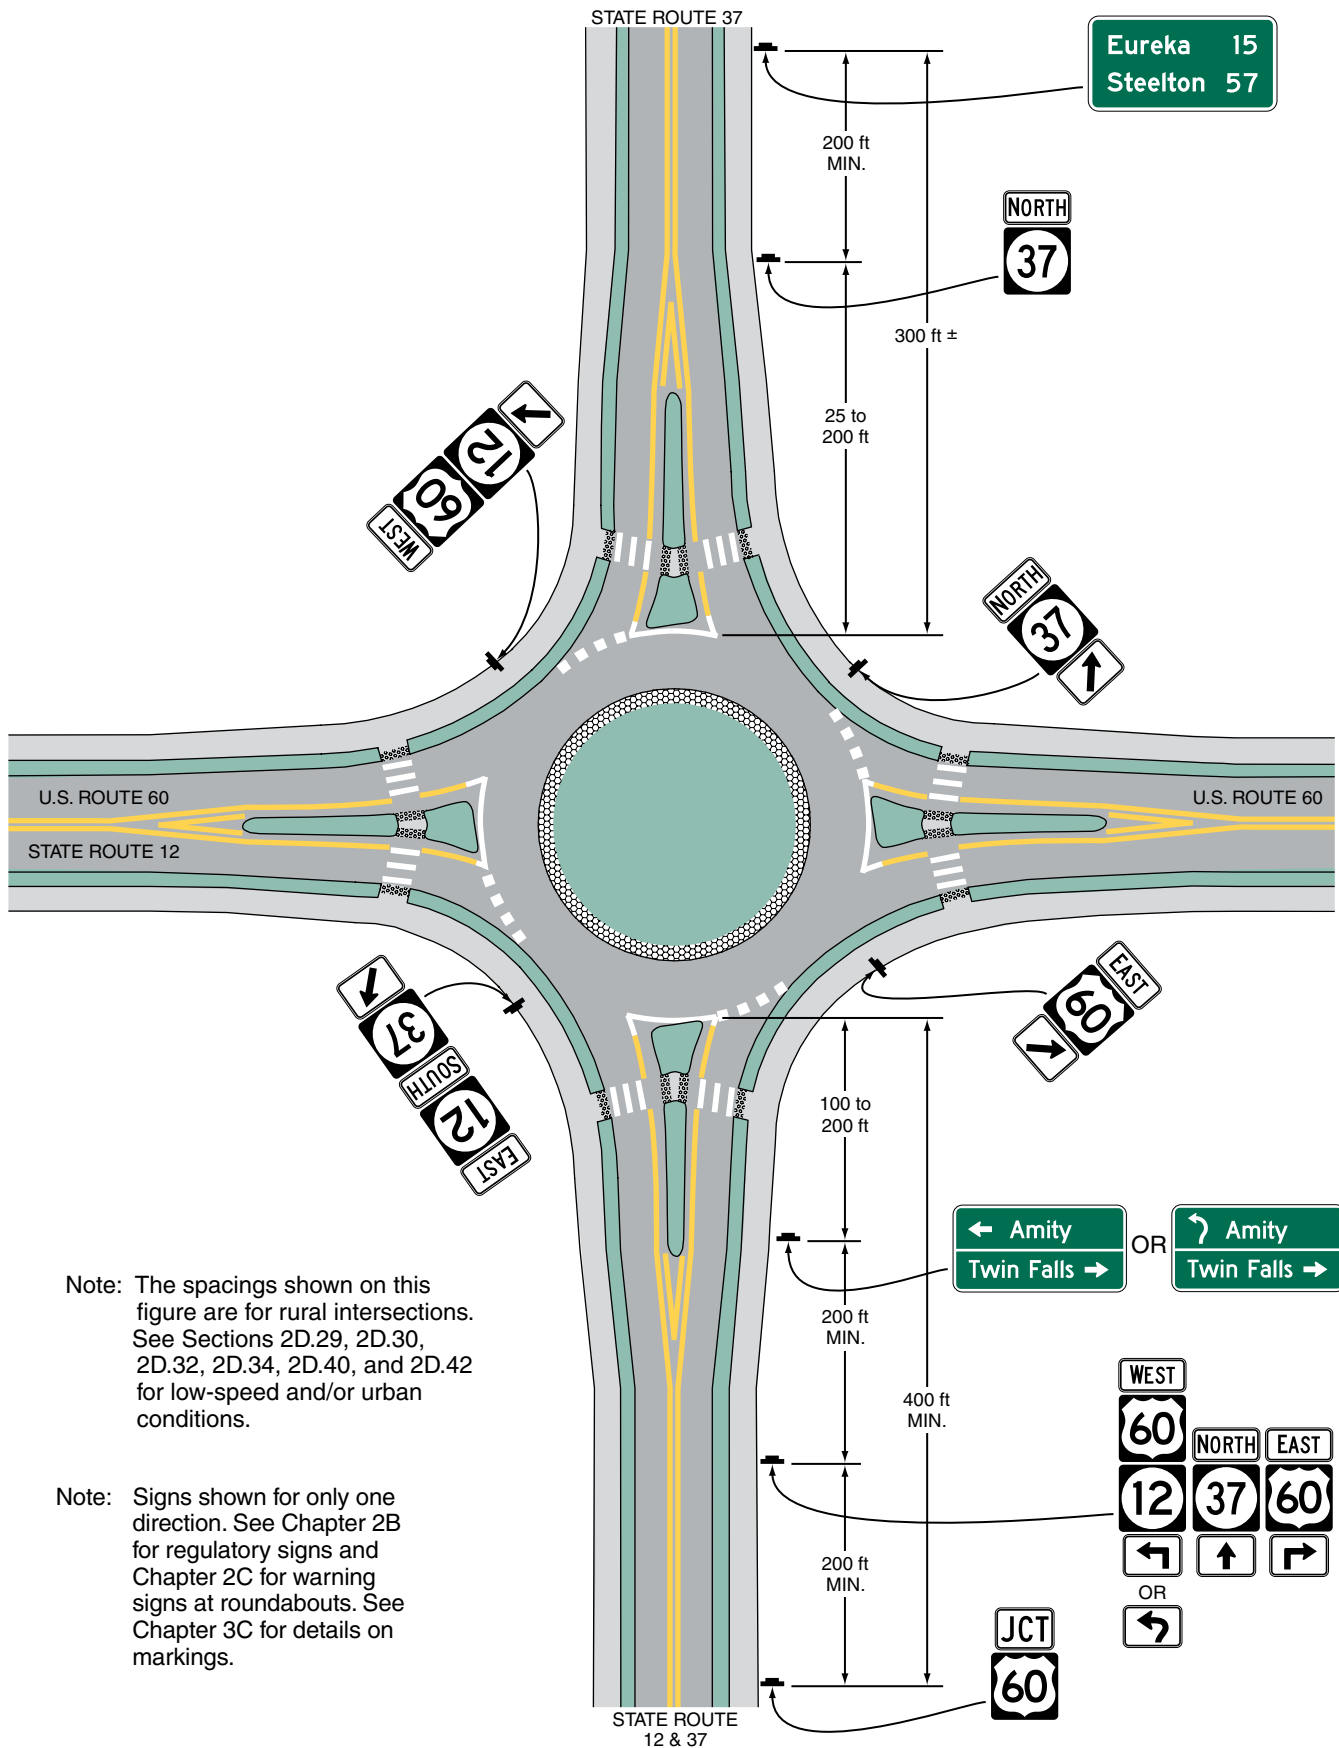 STATE ROUTE 37
Eureka 15
Steelton 57
200 ft
MIN.
NORTH
37
300 ft ±
25 to
200 ft
12
60
WEST
NORTH
37
U.S. ROUTE 60
STATE ROUTE 12
U.S. ROUTE 60
37
SOUTH
12
EAST
EAST
60
100 to
200 ft
← Amity
Twin Falls →
OR
Amity
Twin Falls →
200 ft
MIN.
400 ft
MIN.
Note: The spacings shown on this
figure are for rural intersections.
See Sections 2D.29, 2D.30,
2D.32, 2D.34, 2D.40, and 2D.42
for low-speed and/or urban
conditions.
WEST
60
NORTH EAST
12 37 60
OR
Note: Signs shown for only one
direction. See Chapter 2B
for regulatory signs and
Chapter 2C for warning
signs at roundabouts. See
Chapter 3C for details on
markings.
200 ft
MIN.
JCT
60
STATE ROUTE
12 & 37